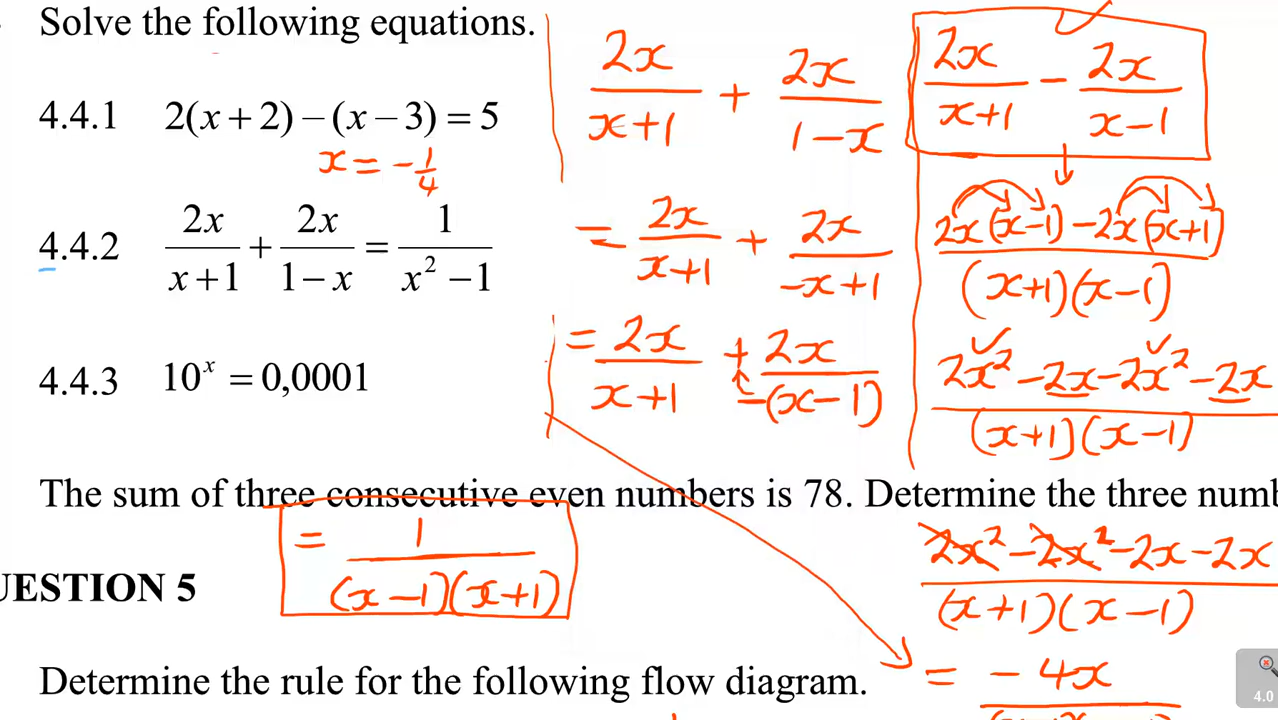 Solve the following equations.
4.4.1 2(x + 2) − (x − 3) = 5
x = −1/4
4.4.2 2x/(x+1) + 2x/(1−x) = 1/(x² −1)
4.4.3 10ˣ = 0,0001
The sum of three consecutive even numbers is 78. Determine the three num
= 1/((x−1)(x+1))
UESTION 5
Determine the rule for the following flow diagram.
2x/(x+1) + 2x/(1−x)
= 2x/(x+1) + 2x/(−x+1)
= 2x/(x+1) + 2x/(−(x−1))
2x/(x+1) − 2x/(x−1)
(2x(x−1) −2x(x+1))/((x+1)(x−1))
(2x² −2x −2x² −2x)/((x+1)(x−1))
(2x² −2x² −2x −2x)/((x+1)(x−1))
= −4x
4.0